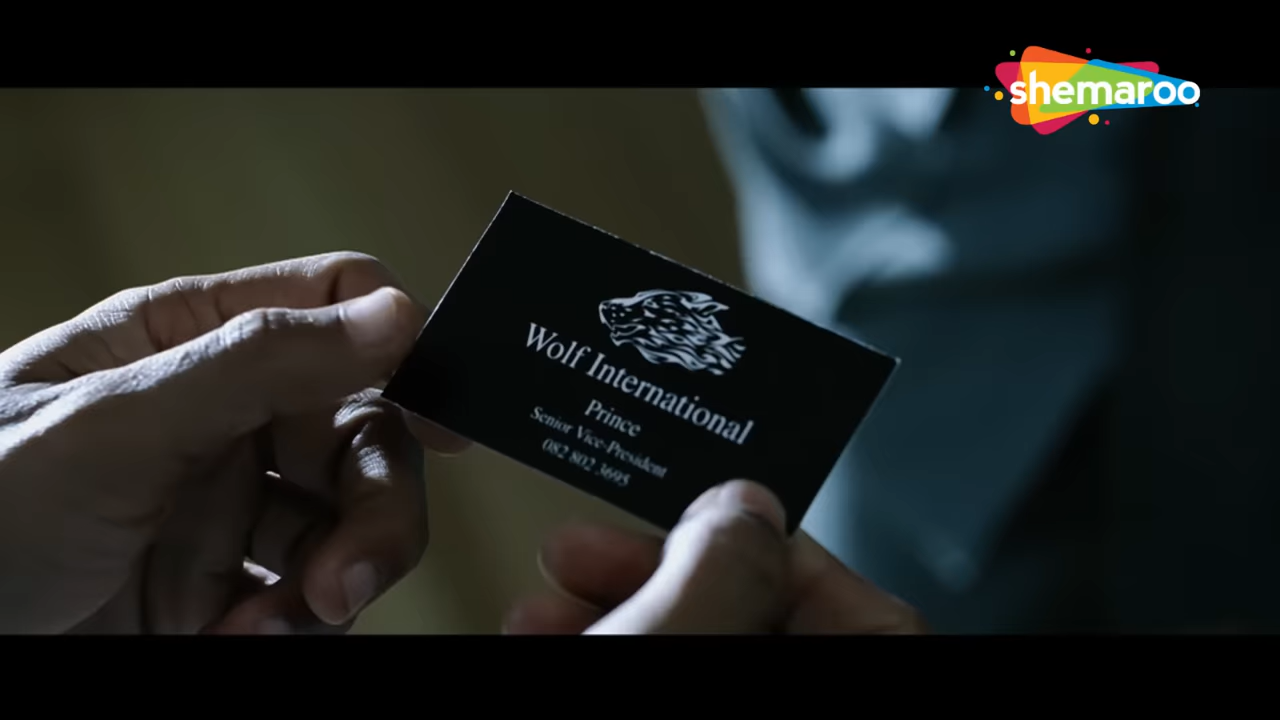 shemaroo
Wolf International
Prince
Senior Vice-President
082 802 3695